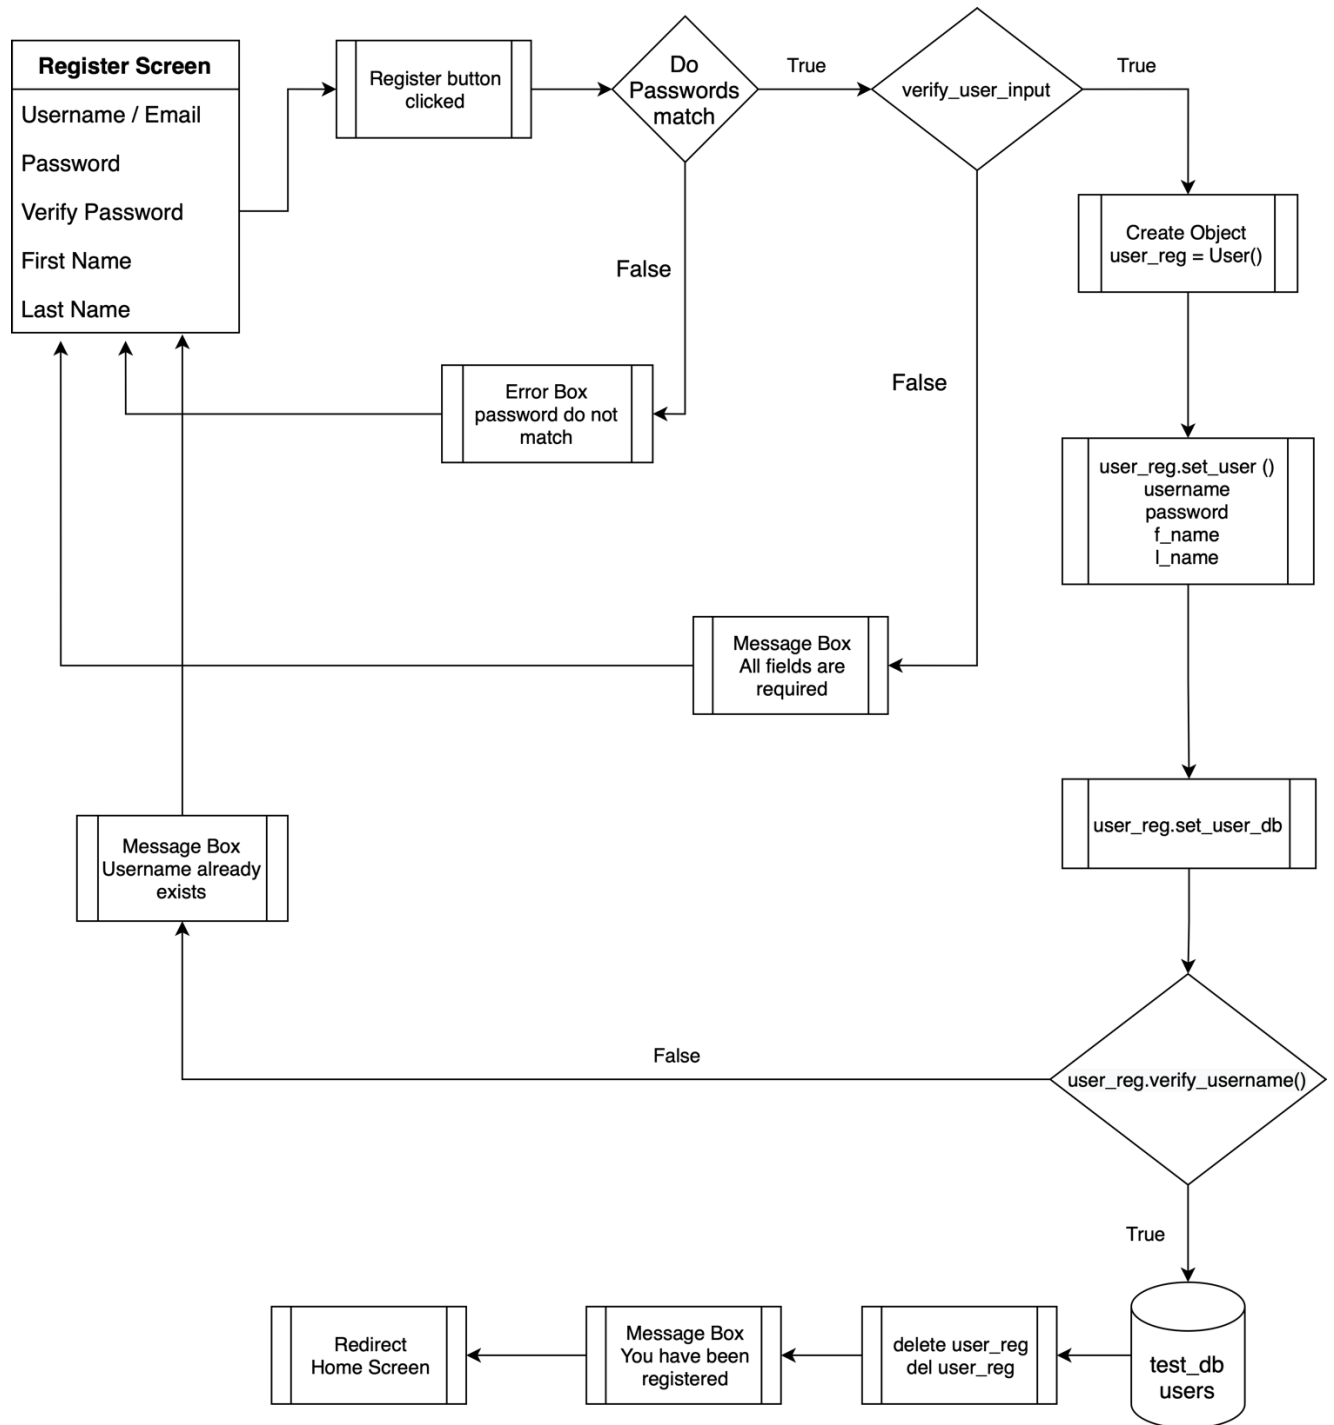 Register Screen
Username / Email
Password
Verify Password
First Name
Last Name
Register button
clicked
Do
Passwords
match
True
verify_user_input
True
Create Object
user_reg = User()
False
Error Box
password do not
match
False
user_reg.set_user ()
username
password
f_name
l_name
Message Box
All fields are
required
user_reg.set_user_db
Message Box
Username already
exists
False
user_reg.verify_username()
True
test_db
users
delete user_reg
del user_reg
Message Box
You have been
registered
Redirect
Home Screen